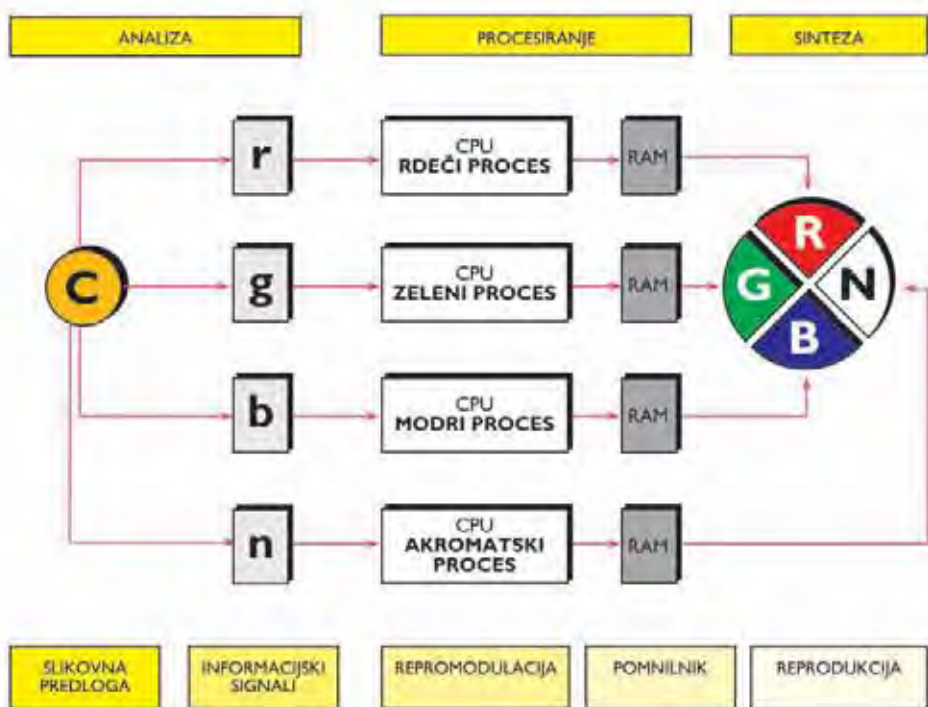 ANALIZA
PROCESIRANJE
SINTEZA
r
CPU
RDEČI PROCES
RAM
C
g
CPU
ZELENI PROCES
RAM
R
G
N
B
b
CPU
MODRI PROCES
RAM
n
CPU
AKROMATSKI
PROCES
RAM
SLIKOVNA
PREDLOGA
INFORMACIJSKI
SIGNALI
REPROMODULACIJA
POMNILNIK
REPRODUKCIJA